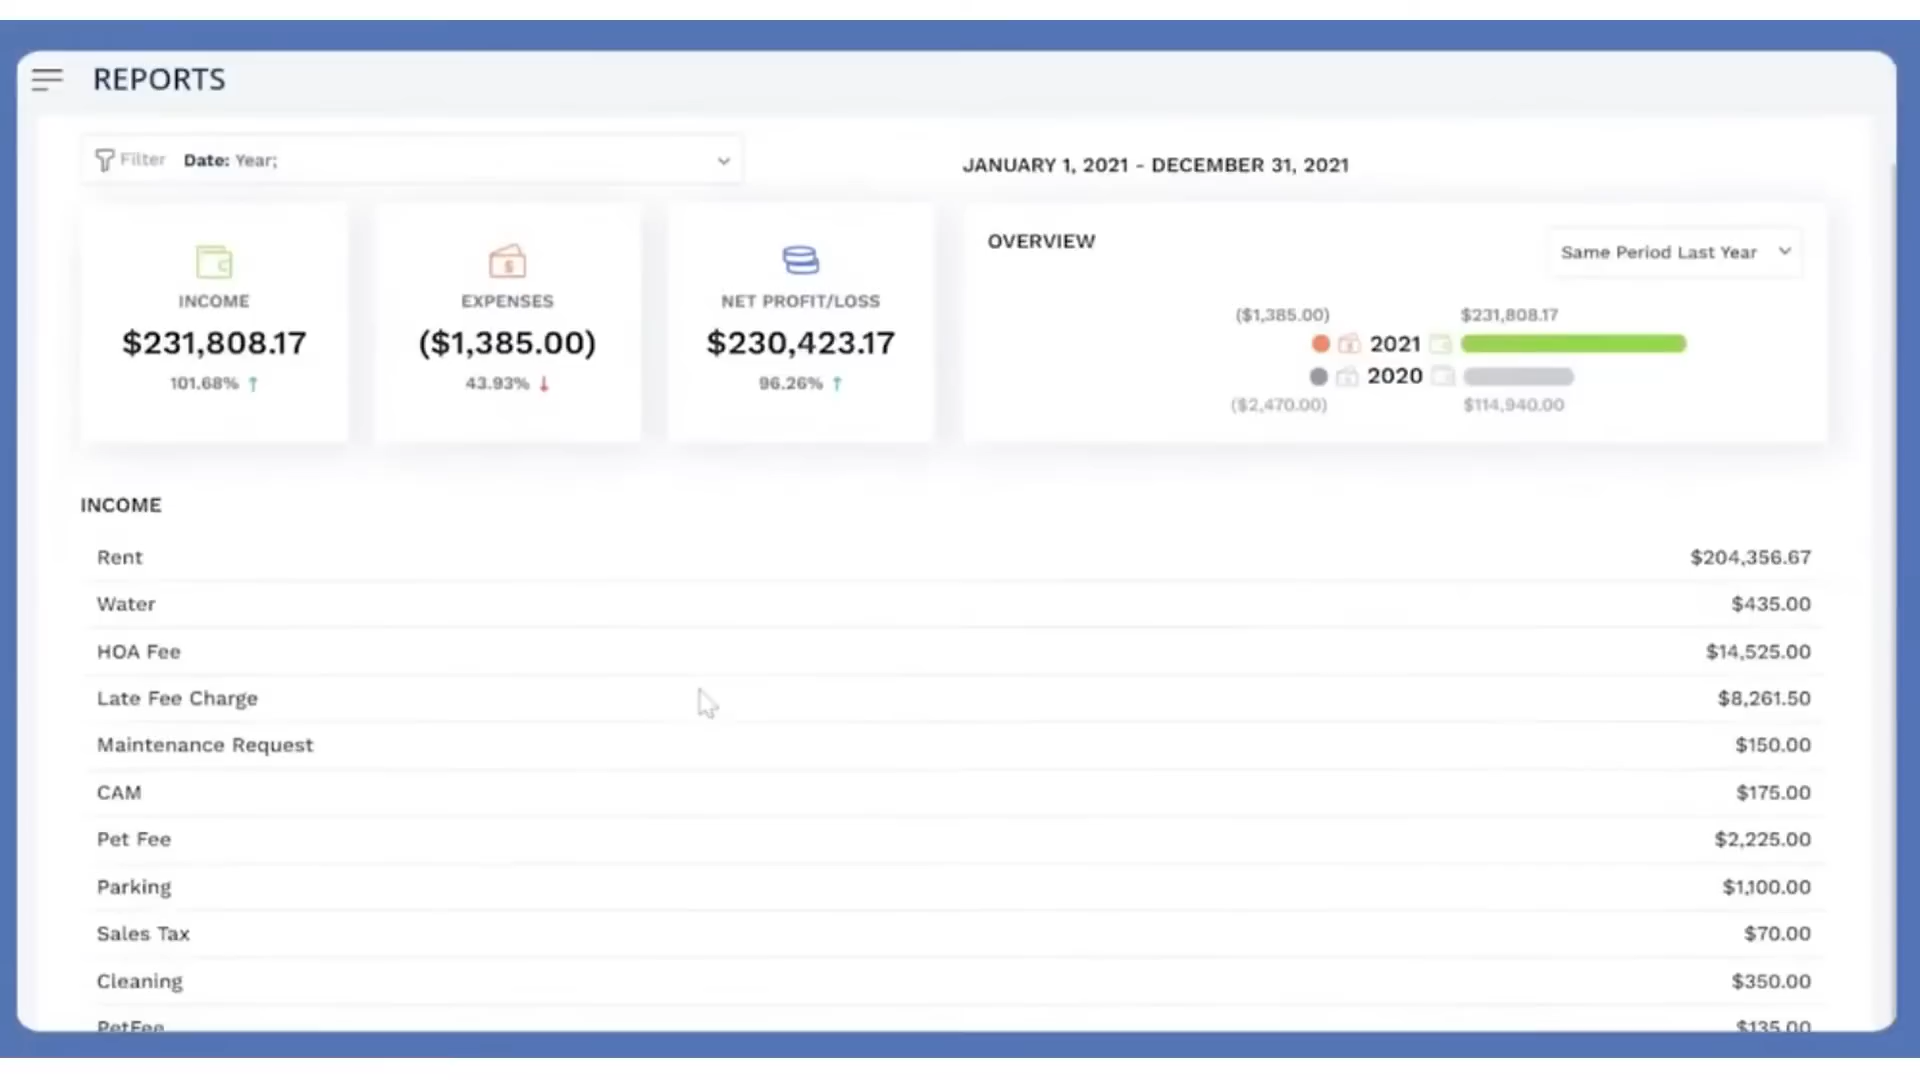 REPORTS
Filter Date: Year;
JANUARY 1, 2021 - DECEMBER 31, 2021
INCOME
$231,808.17
101.68% ↑
EXPENSES
($1,385.00)
43.93% ↓
NET PROFIT/LOSS
$230,423.17
96.26% ↑
OVERVIEW
Same Period Last Year
($1,385.00) $231,808.17
2021
2020
($2,470.00) $114,940.00
INCOME
Rent $204,356.67
Water $435.00
HOA Fee $14,525.00
Late Fee Charge $8,261.50
Maintenance Request $150.00
CAM $175.00
Pet Fee $2,225.00
Parking $1,100.00
Sales Tax $70.00
Cleaning $350.00
PetFee $135.00